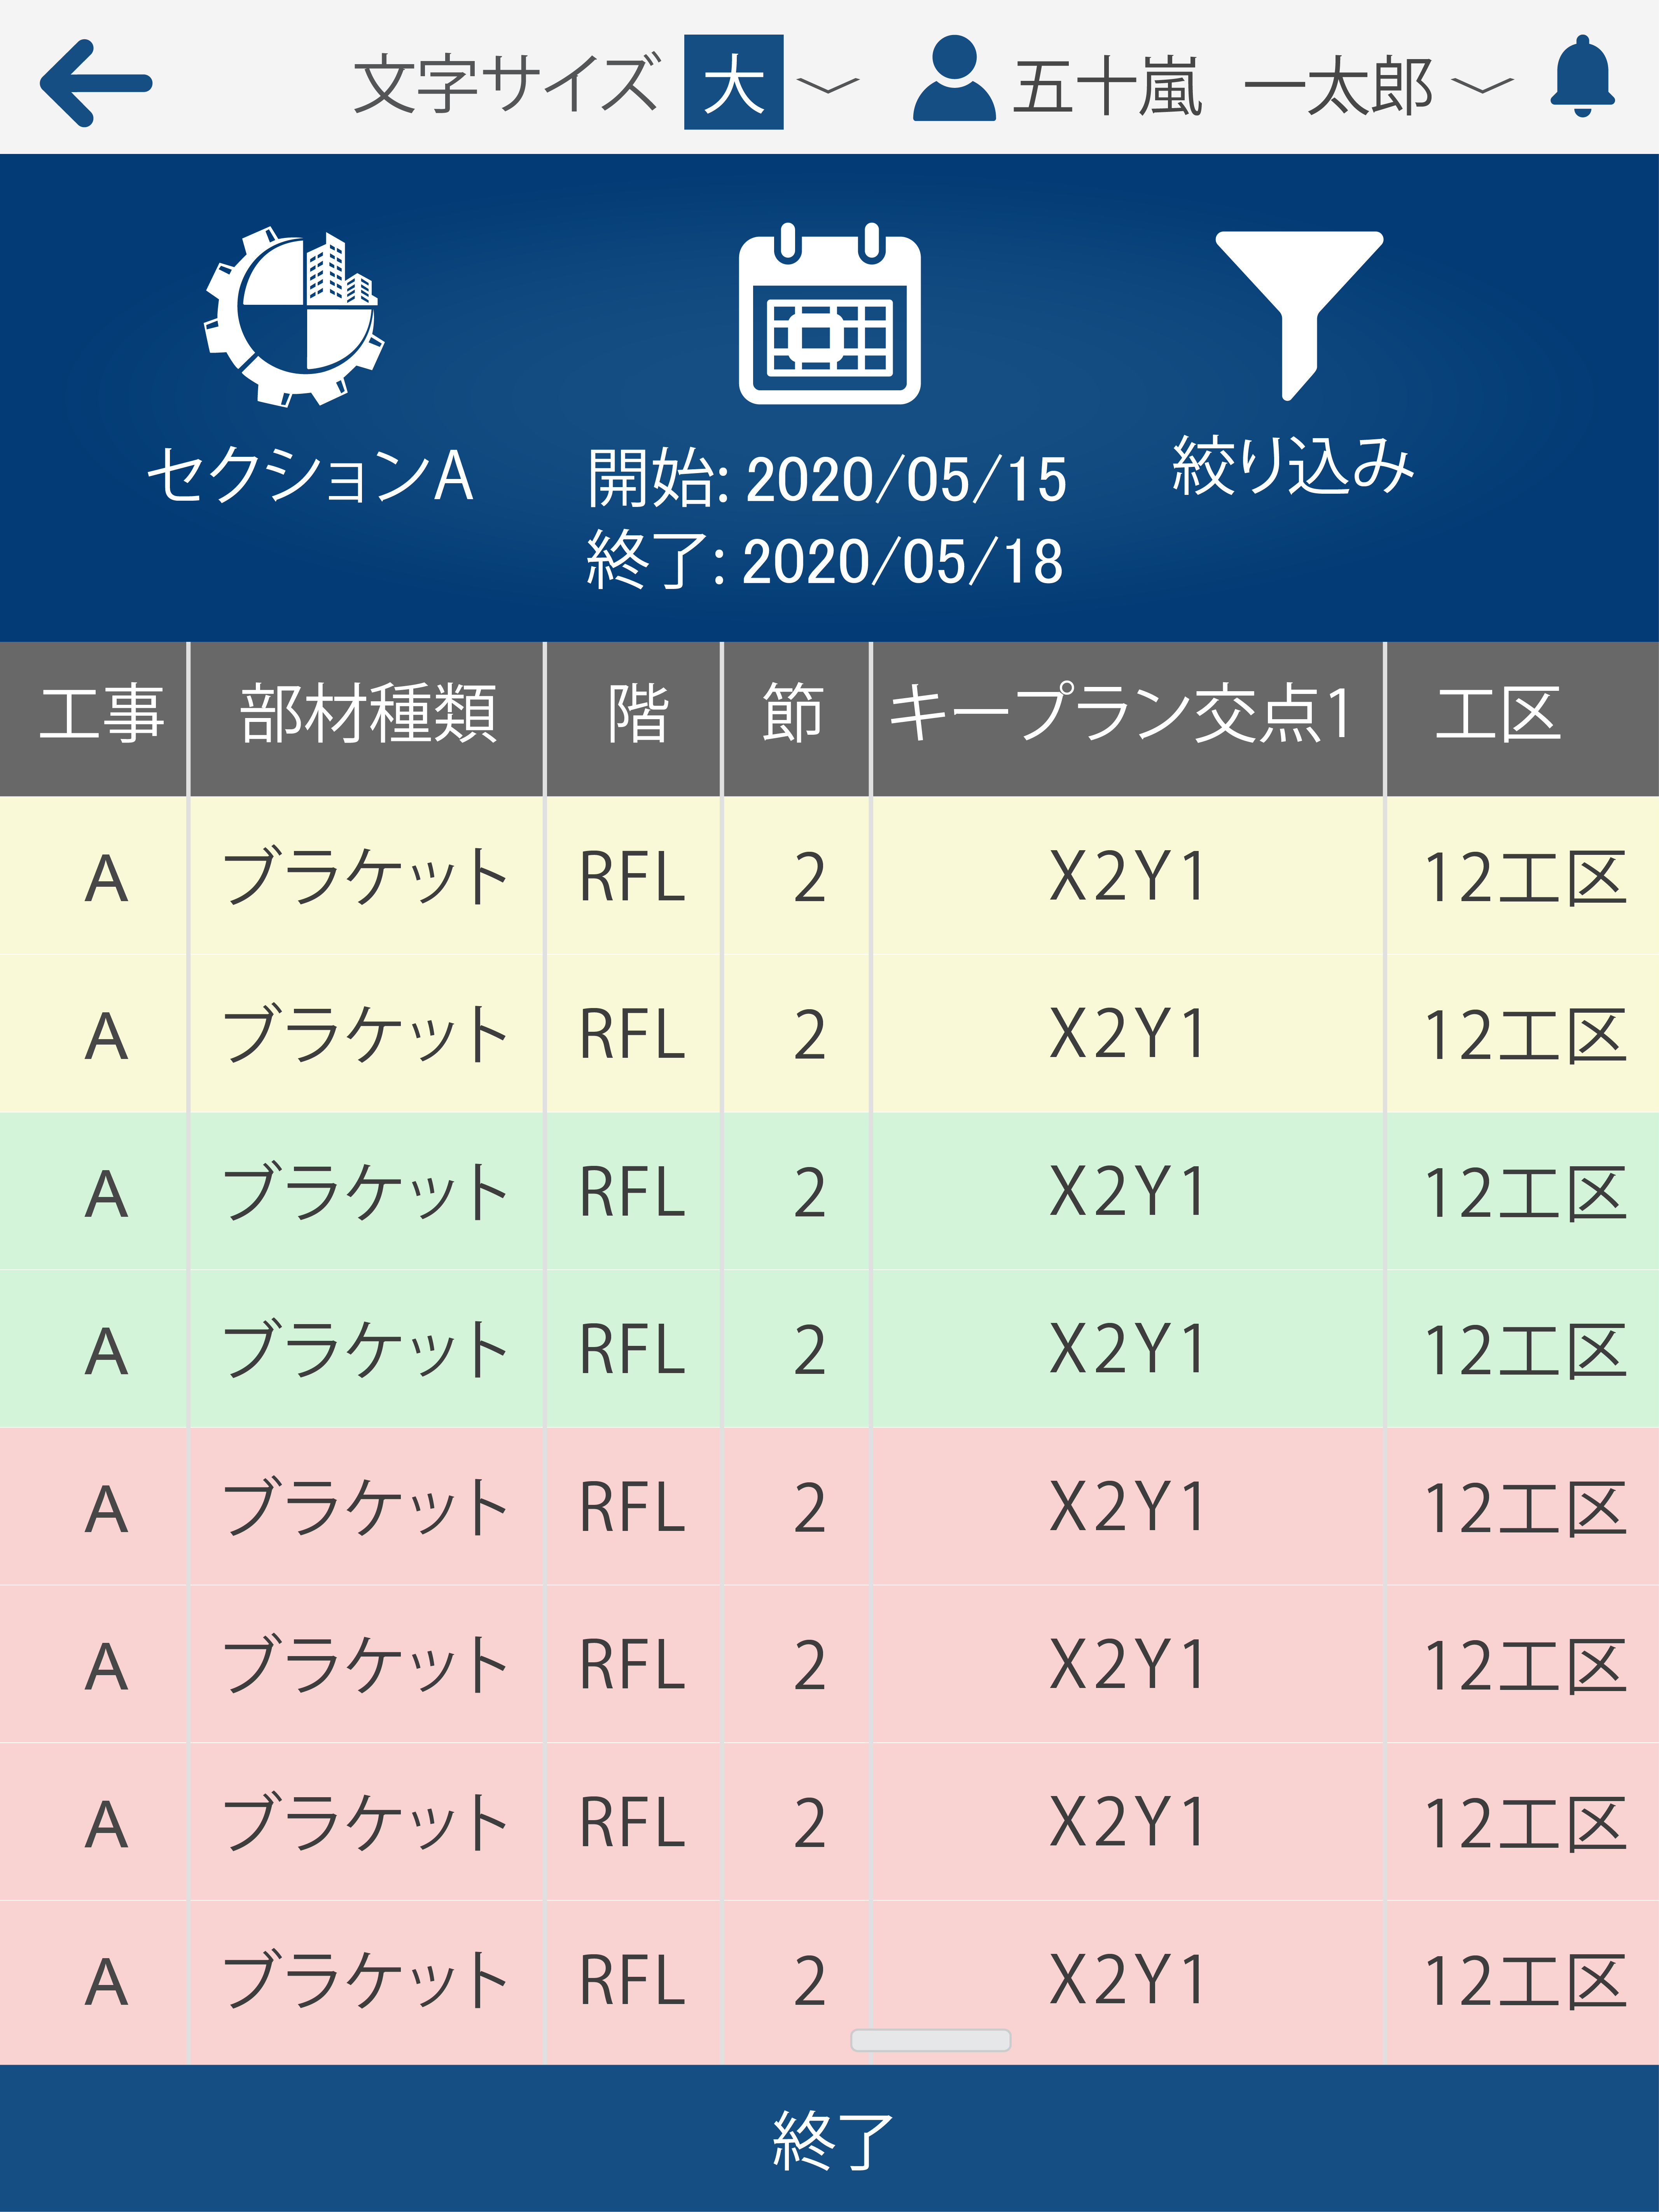 文字サイズ 大 五十嵐 一太郎
セクションA
開始: 2020/05/15
終了: 2020/05/18
絞り込み
工事 部材種類 階 節 キープラン交点1 工区
A ブラケット RFL 2 X2Y1 12工区
A ブラケット RFL 2 X2Y1 12工区
A ブラケット RFL 2 X2Y1 12工区
A ブラケット RFL 2 X2Y1 12工区
A ブラケット RFL 2 X2Y1 12工区
A ブラケット RFL 2 X2Y1 12工区
A ブラケット RFL 2 X2Y1 12工区
A ブラケット RFL 2 X2Y1 12工区
終了